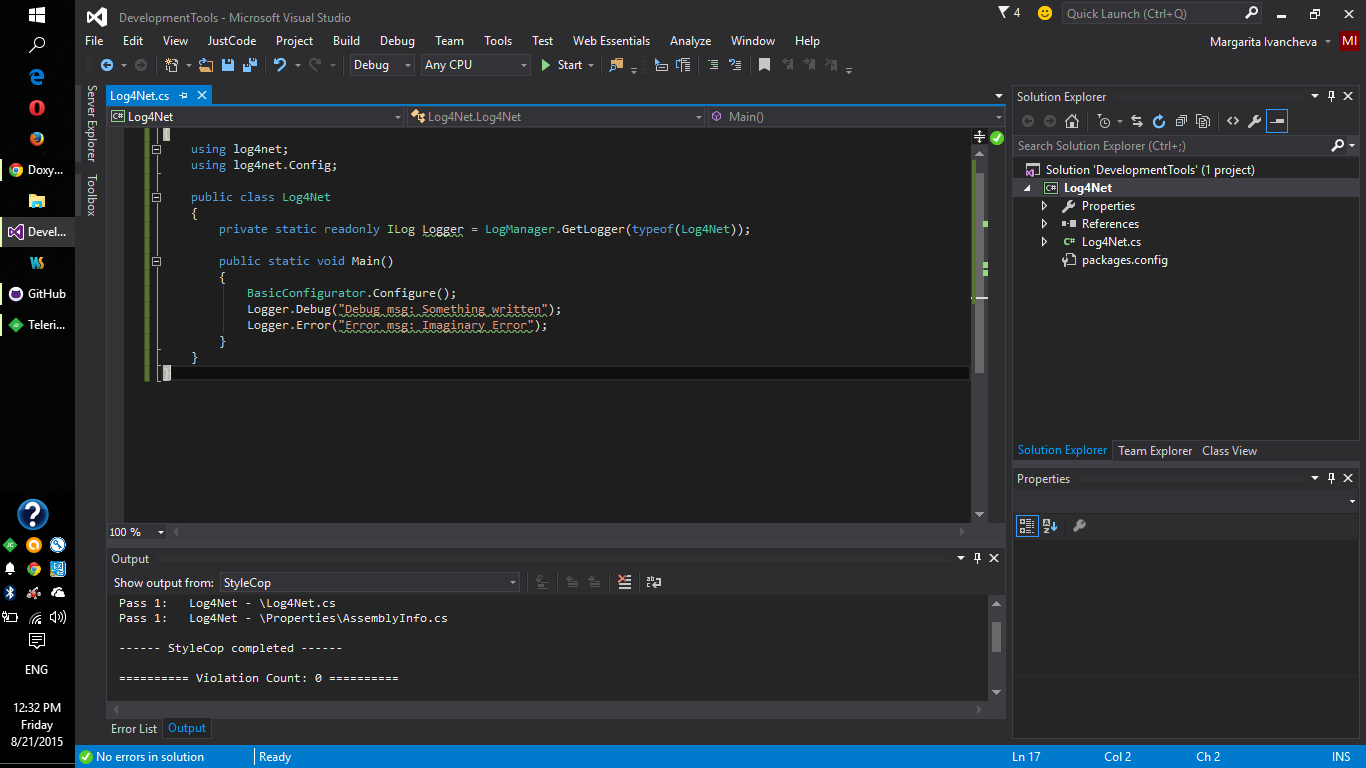 DevelopmentTools - Microsoft Visual Studio
4
Quick Launch (Ctrl+Q)
File Edit View JustCode Project Build Debug Team Tools Test Web Essentials Analyze Window Help
Margarita Ivancheva MI
Debug Any CPU Start
Server Explorer
Toolbox
Doxy...
Devel...
GitHub
Teleri...
ENG
12:32 PM
Friday
8/21/2015
Log4Net.cs
Log4Net Log4Net.Log4Net Main()
{
using log4net;
using log4net.Config;
public class Log4Net
{
private static readonly ILog Logger = LogManager.GetLogger(typeof(Log4Net));
public static void Main()
{
BasicConfigurator.Configure();
Logger.Debug("Debug msg: Something written");
Logger.Error("Error msg: Imaginary Error");
}
}
}
100 %
Output
Show output from: StyleCop
Pass 1: Log4Net - \Log4Net.cs
Pass 1: Log4Net - \Properties\AssemblyInfo.cs
------ StyleCop completed ------
========== Violation Count: 0 ==========
Error List Output
Solution Explorer
Search Solution Explorer (Ctrl+;)
Solution 'DevelopmentTools' (1 project)
C# Log4Net
Properties
References
C# Log4Net.cs
packages.config
Solution Explorer Team Explorer Class View
Properties
No errors in solution Ready Ln 17 Col 2 Ch 2 INS